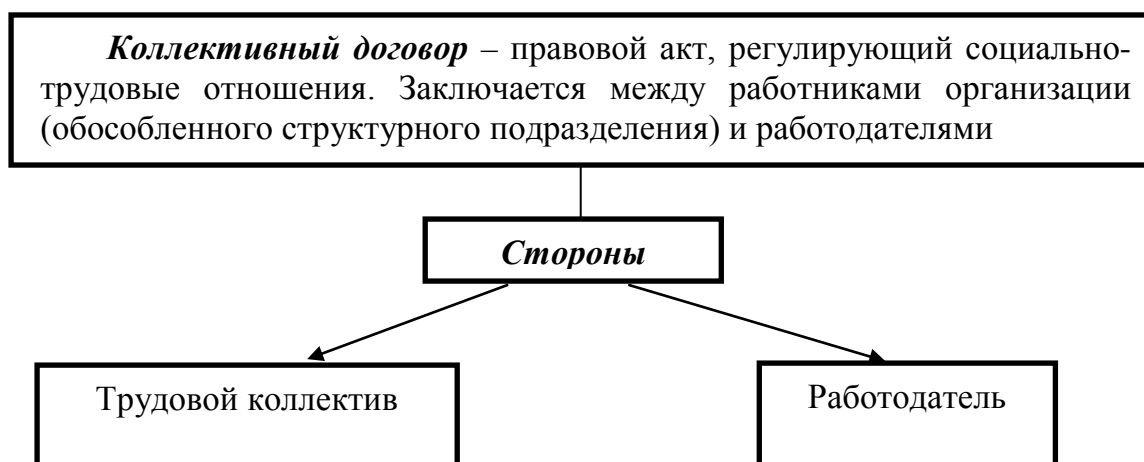 Коллективный договор – правовой акт, регулирующий социально-
трудовые отношения. Заключается между работниками организации
(обособленного структурного подразделения) и работодателями
Стороны
Трудовой коллектив
Работодатель